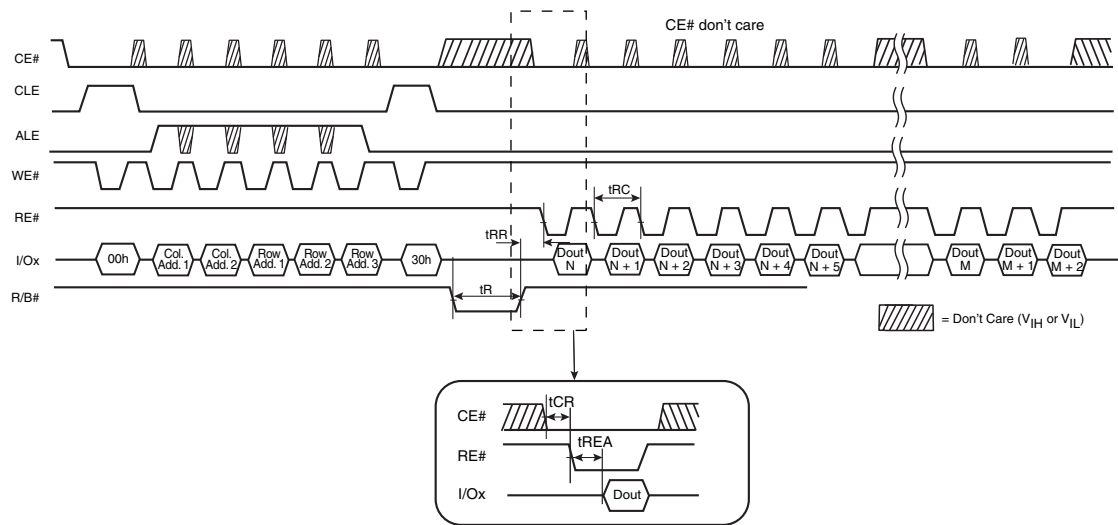 CE# don't care
CE#
CLE
ALE
WE#
tRC
RE#
tRR
I/Ox
00h
Col. Add. 1
Col. Add. 2
Row Add. 1
Row Add. 2
Row Add. 3
30h
Dout N
Dout N + 1
Dout N + 2
Dout N + 3
Dout N + 4
Dout N + 5
Dout M
Dout M + 1
Dout M + 2
tR
R/B#
= Don't Care (VIH or VIL)
tCR
CE#
tREA
RE#
I/Ox
Dout